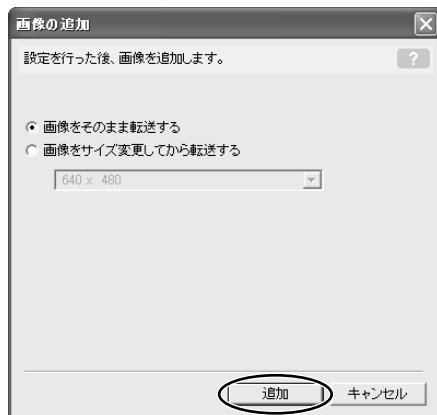 画像の追加
設定を行った後、画像を追加します。
?
画像をそのまま転送する
画像をサイズ変更してから転送する
640 x 480
追加
キャンセル